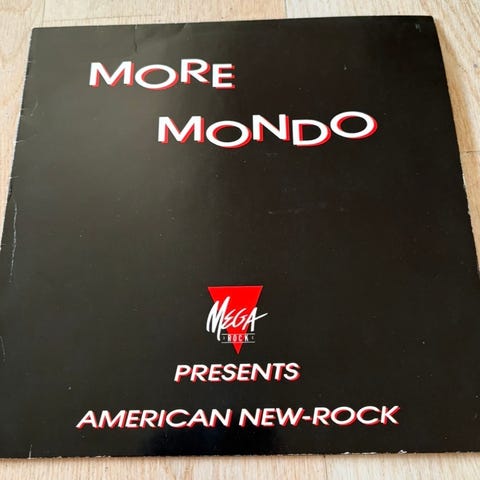 MORE
MONDO
MEGA
ROCK
PRESENTS
AMERICAN NEW-ROCK